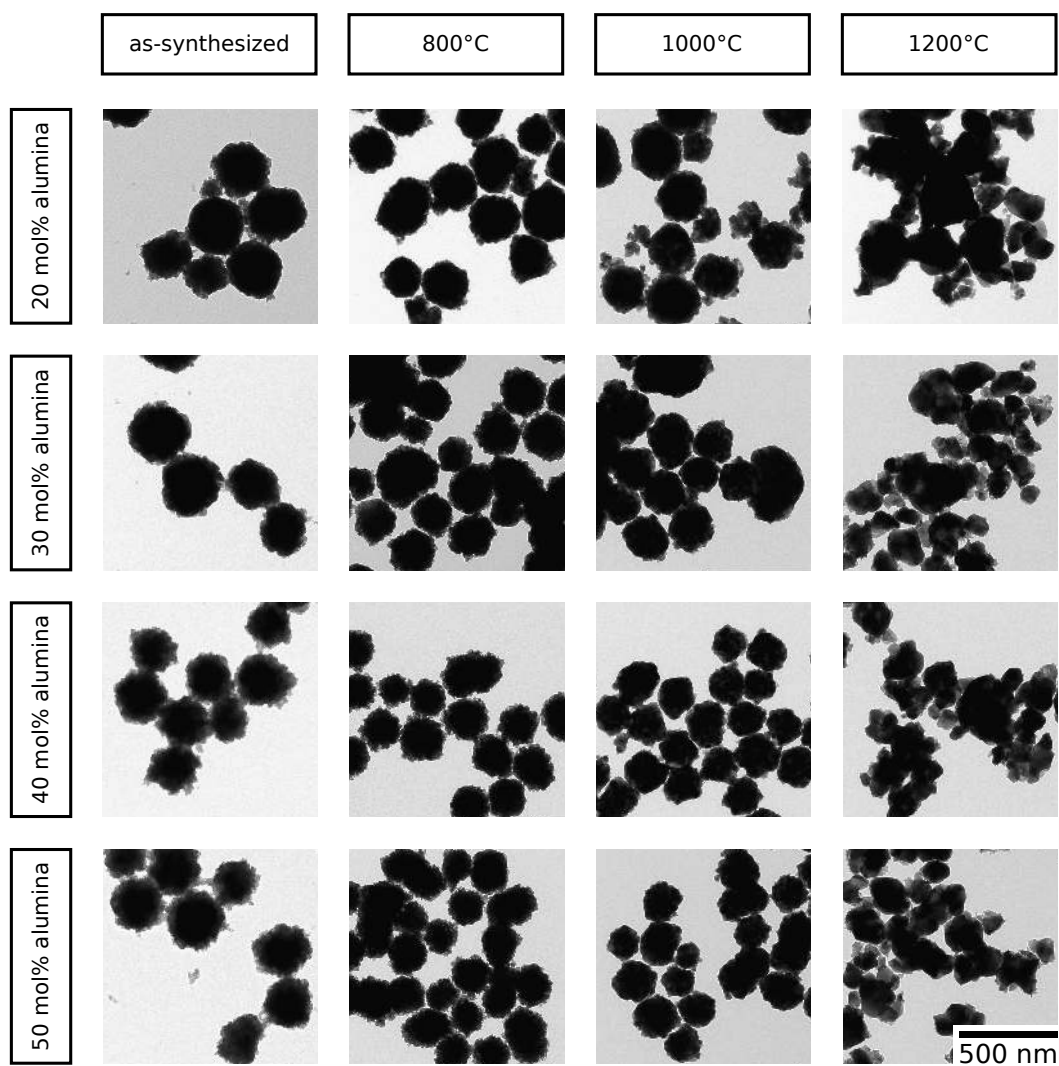 as-synthesized
800°C
1000°C
1200°C
20 mol% alumina
30 mol% alumina
40 mol% alumina
50 mol% alumina
500 nm